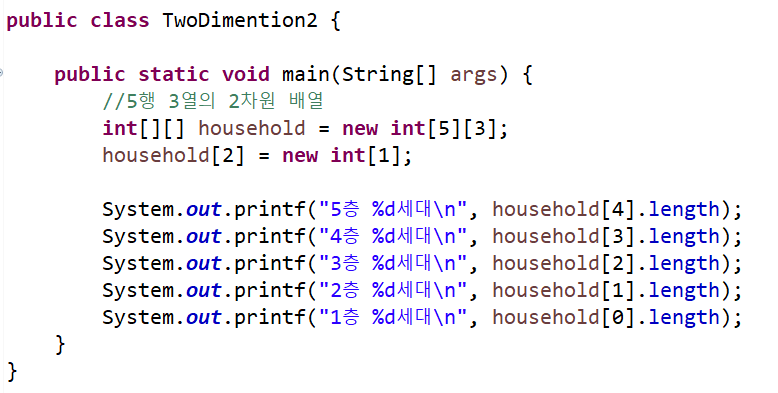 public class TwoDimention2 {
public static void main(String[] args) {
//5행 3열의 2차원 배열
int[][] household = new int[5][3];
household[2] = new int[1];
System.out.printf("5층 %d세대\n", household[4].length);
System.out.printf("4층 %d세대\n", household[3].length);
System.out.printf("3층 %d세대\n", household[2].length);
System.out.printf("2층 %d세대\n", household[1].length);
System.out.printf("1층 %d세대\n", household[0].length);
}
}